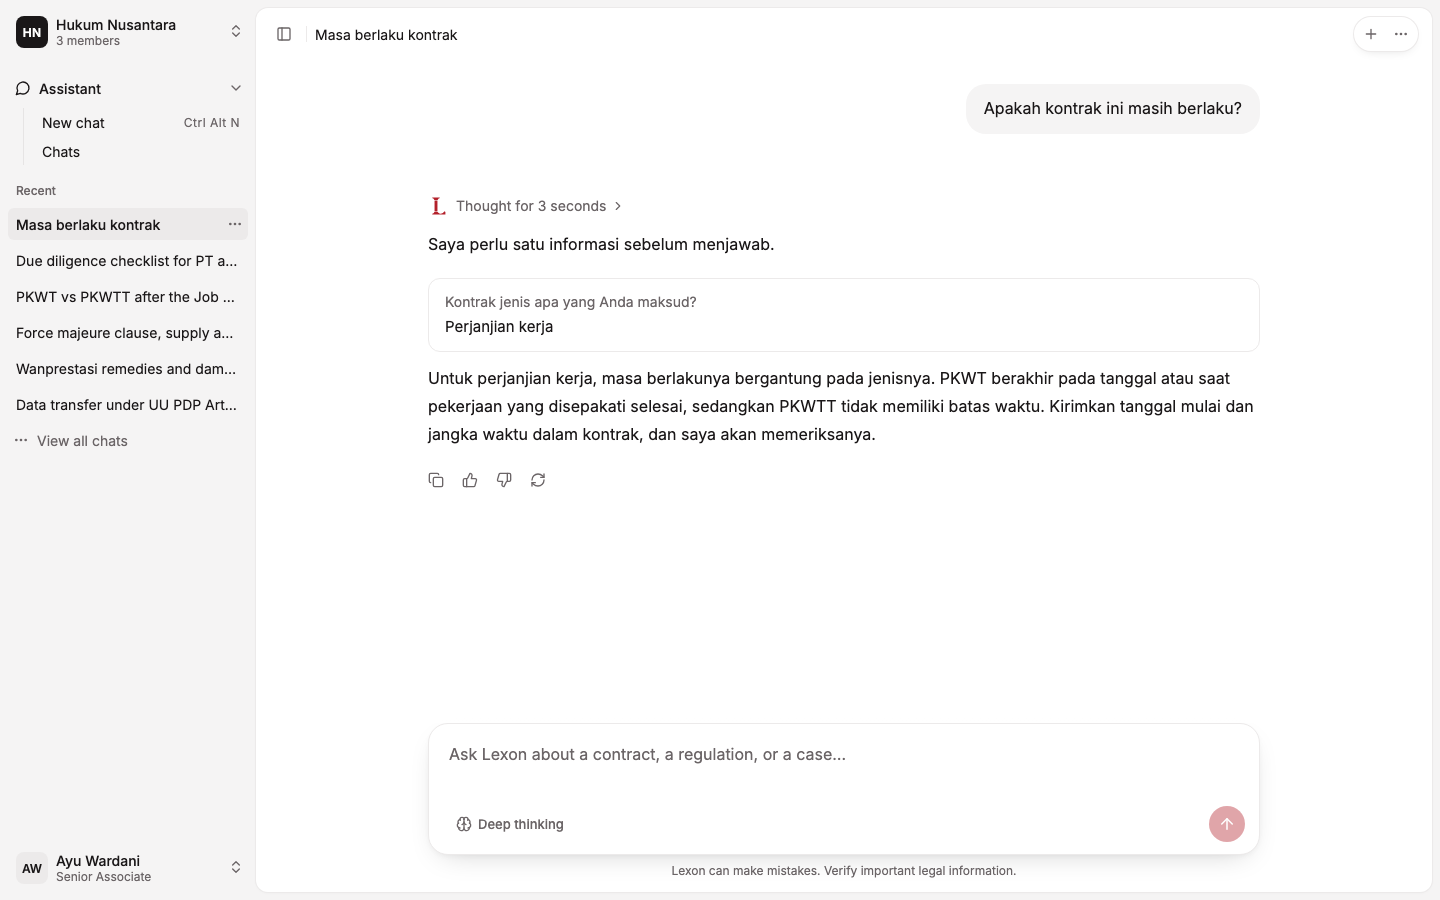 HN
Hukum Nusantara
3 members
Assistant
New chat
Ctrl Alt N
Chats
Recent
Masa berlaku kontrak
Due diligence checklist for PT a...
PKWT vs PKWTT after the Job ...
Force majeure clause, supply a...
Wanprestasi remedies and dam...
Data transfer under UU PDP Art...
View all chats
AW
Ayu Wardani
Senior Associate
Masa berlaku kontrak
Apakah kontrak ini masih berlaku?
L
Thought for 3 seconds
Saya perlu satu informasi sebelum menjawab.
Kontrak jenis apa yang Anda maksud?
Perjanjian kerja
Untuk perjanjian kerja, masa berlakunya bergantung pada jenisnya. PKWT berakhir pada tanggal atau saat
pekerjaan yang disepakati selesai, sedangkan PKWTT tidak memiliki batas waktu. Kirimkan tanggal mulai dan
jangka waktu dalam kontrak, dan saya akan memeriksanya.
Ask Lexon about a contract, a regulation, or a case...
Deep thinking
Lexon can make mistakes. Verify important legal information.